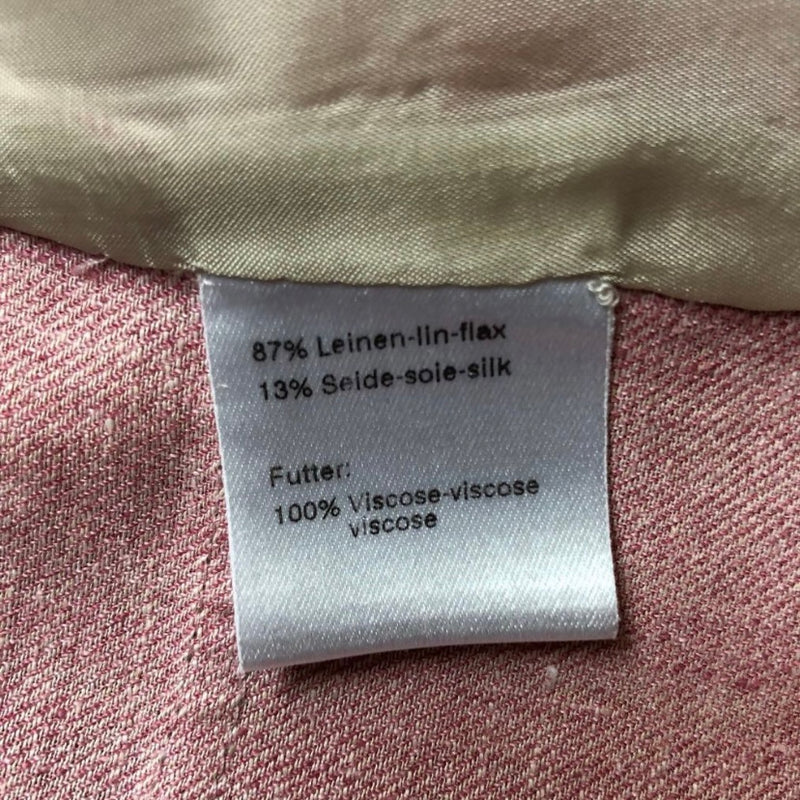 87% Leinen-lin-flax
13% Seide-soie-silk
Futter:
100% Viscose-viscose
viscose